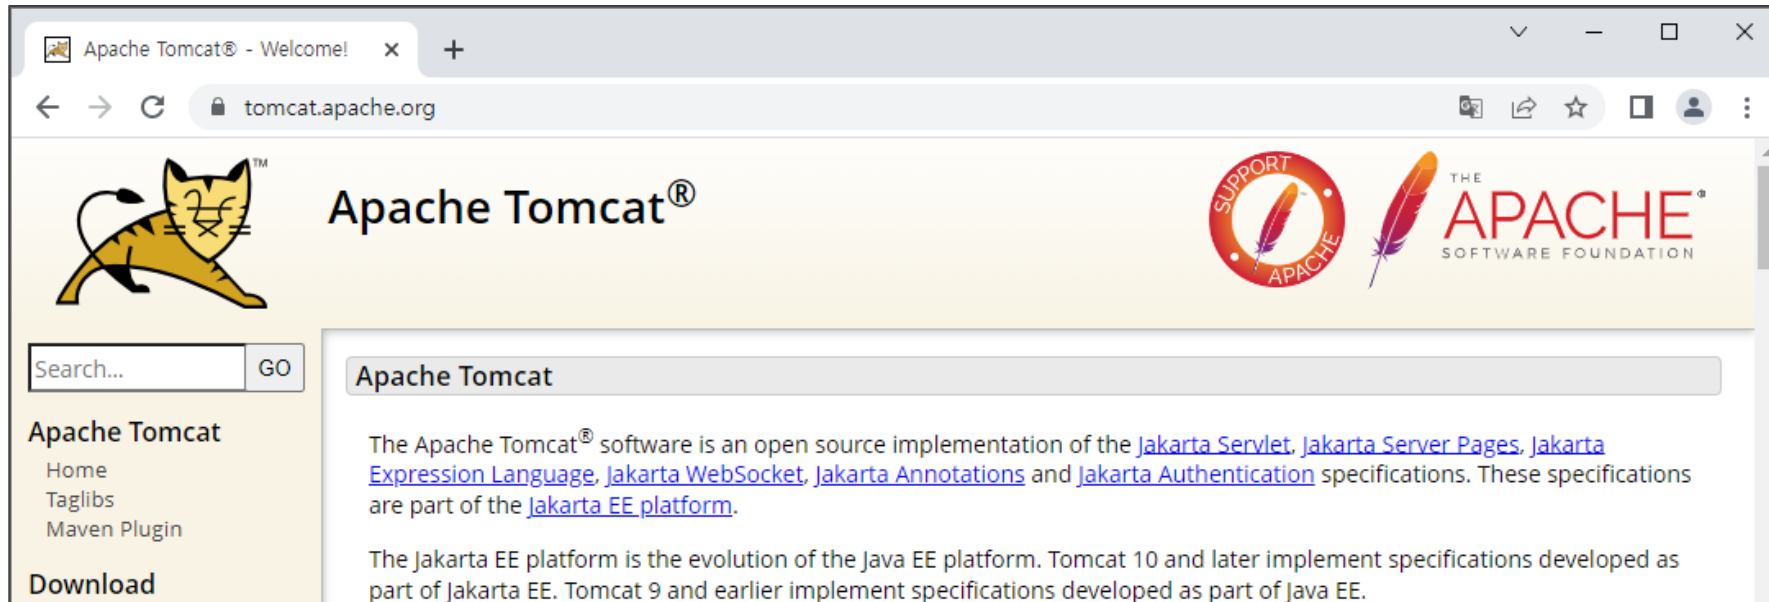 Apache Tomcat® - Welcome!
tomcat.apache.org
TM
Apache Tomcat®
SUPPORT
APACHE
THE
APACHE®
SOFTWARE FOUNDATION
Search...
GO
Apache Tomcat
Home
Taglibs
Maven Plugin
Download
Apache Tomcat
The Apache Tomcat® software is an open source implementation of the Jakarta Servlet, Jakarta Server Pages, Jakarta
Expression Language, Jakarta WebSocket, Jakarta Annotations and Jakarta Authentication specifications. These specifications
are part of the Jakarta EE platform.
The Jakarta EE platform is the evolution of the Java EE platform. Tomcat 10 and later implement specifications developed as
part of Jakarta EE. Tomcat 9 and earlier implement specifications developed as part of Java EE.